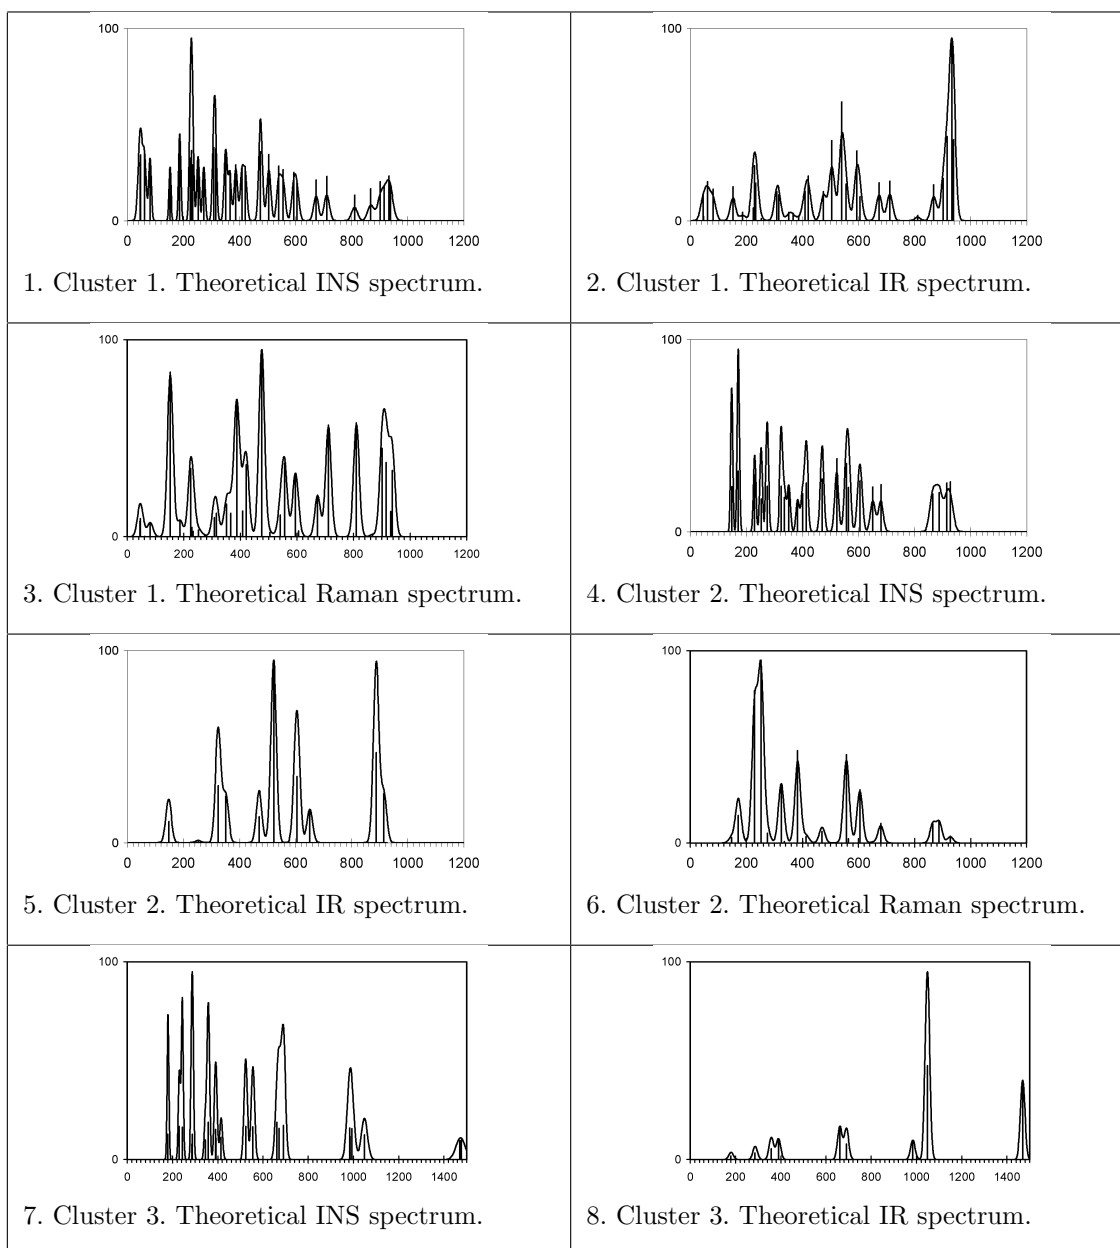 100
0
0 200 400 600 800 1000 1200
1. Cluster 1. Theoretical INS spectrum.
100
0
0 200 400 600 800 1000 1200
2. Cluster 1. Theoretical IR spectrum.
100
0
0 200 400 600 800 1000 1200
3. Cluster 1. Theoretical Raman spectrum.
100
0
0 200 400 600 800 1000 1200
4. Cluster 2. Theoretical INS spectrum.
100
0
0 200 400 600 800 1000 1200
5. Cluster 2. Theoretical IR spectrum.
100
0
0 200 400 600 800 1000 1200
6. Cluster 2. Theoretical Raman spectrum.
100
0
0 200 400 600 800 1000 1200 1400
7. Cluster 3. Theoretical INS spectrum.
100
0
0 200 400 600 800 1000 1200 1400
8. Cluster 3. Theoretical IR spectrum.